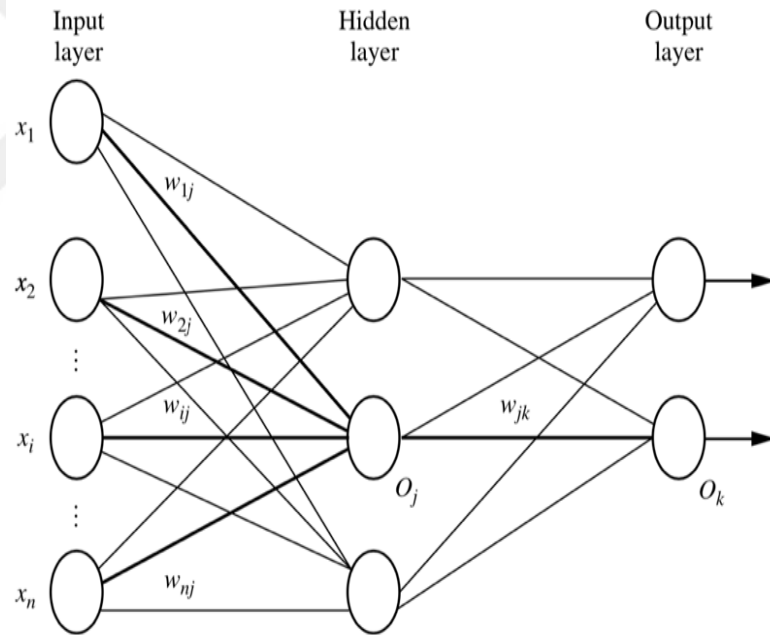 Input layer
Hidden layer
Output layer
x1
w1j
x2
w2j
⋮
xi
wij
wjk
Oj
Ok
⋮
xn
wnj